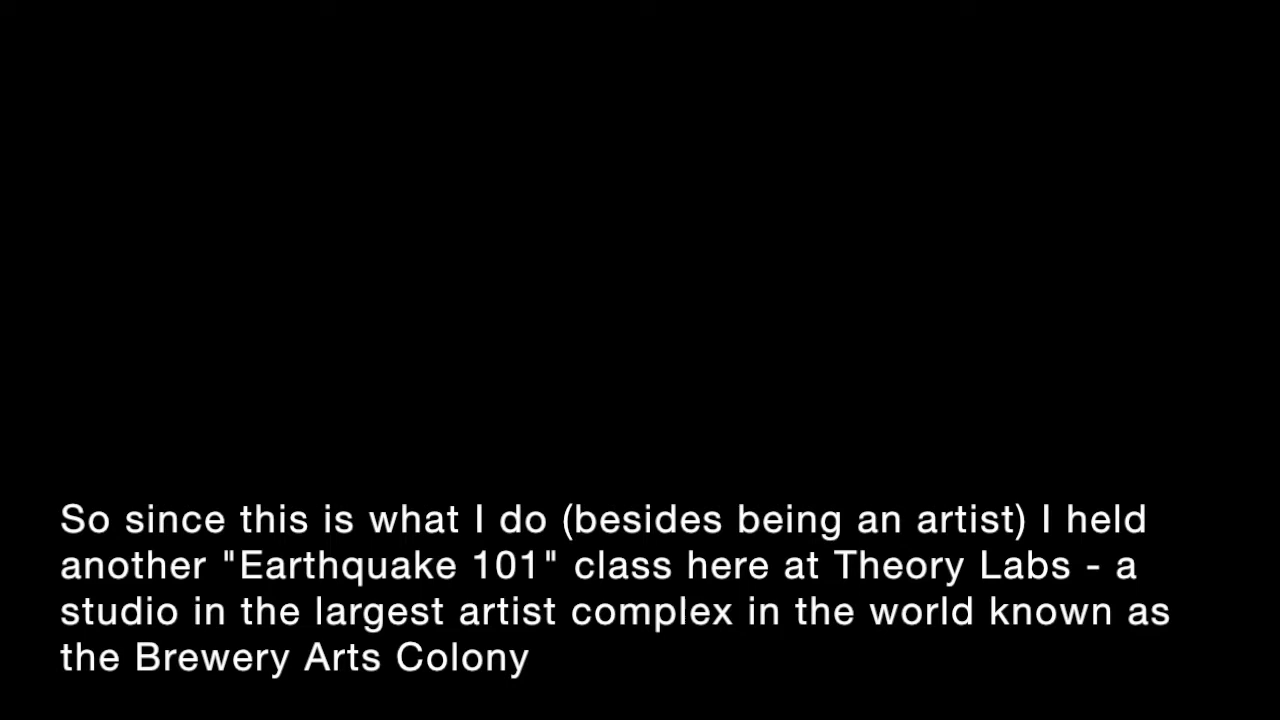 So since this is what I do (besides being an artist) I held
another "Earthquake 101" class here at Theory Labs - a
studio in the largest artist complex in the world known as
the Brewery Arts Colony